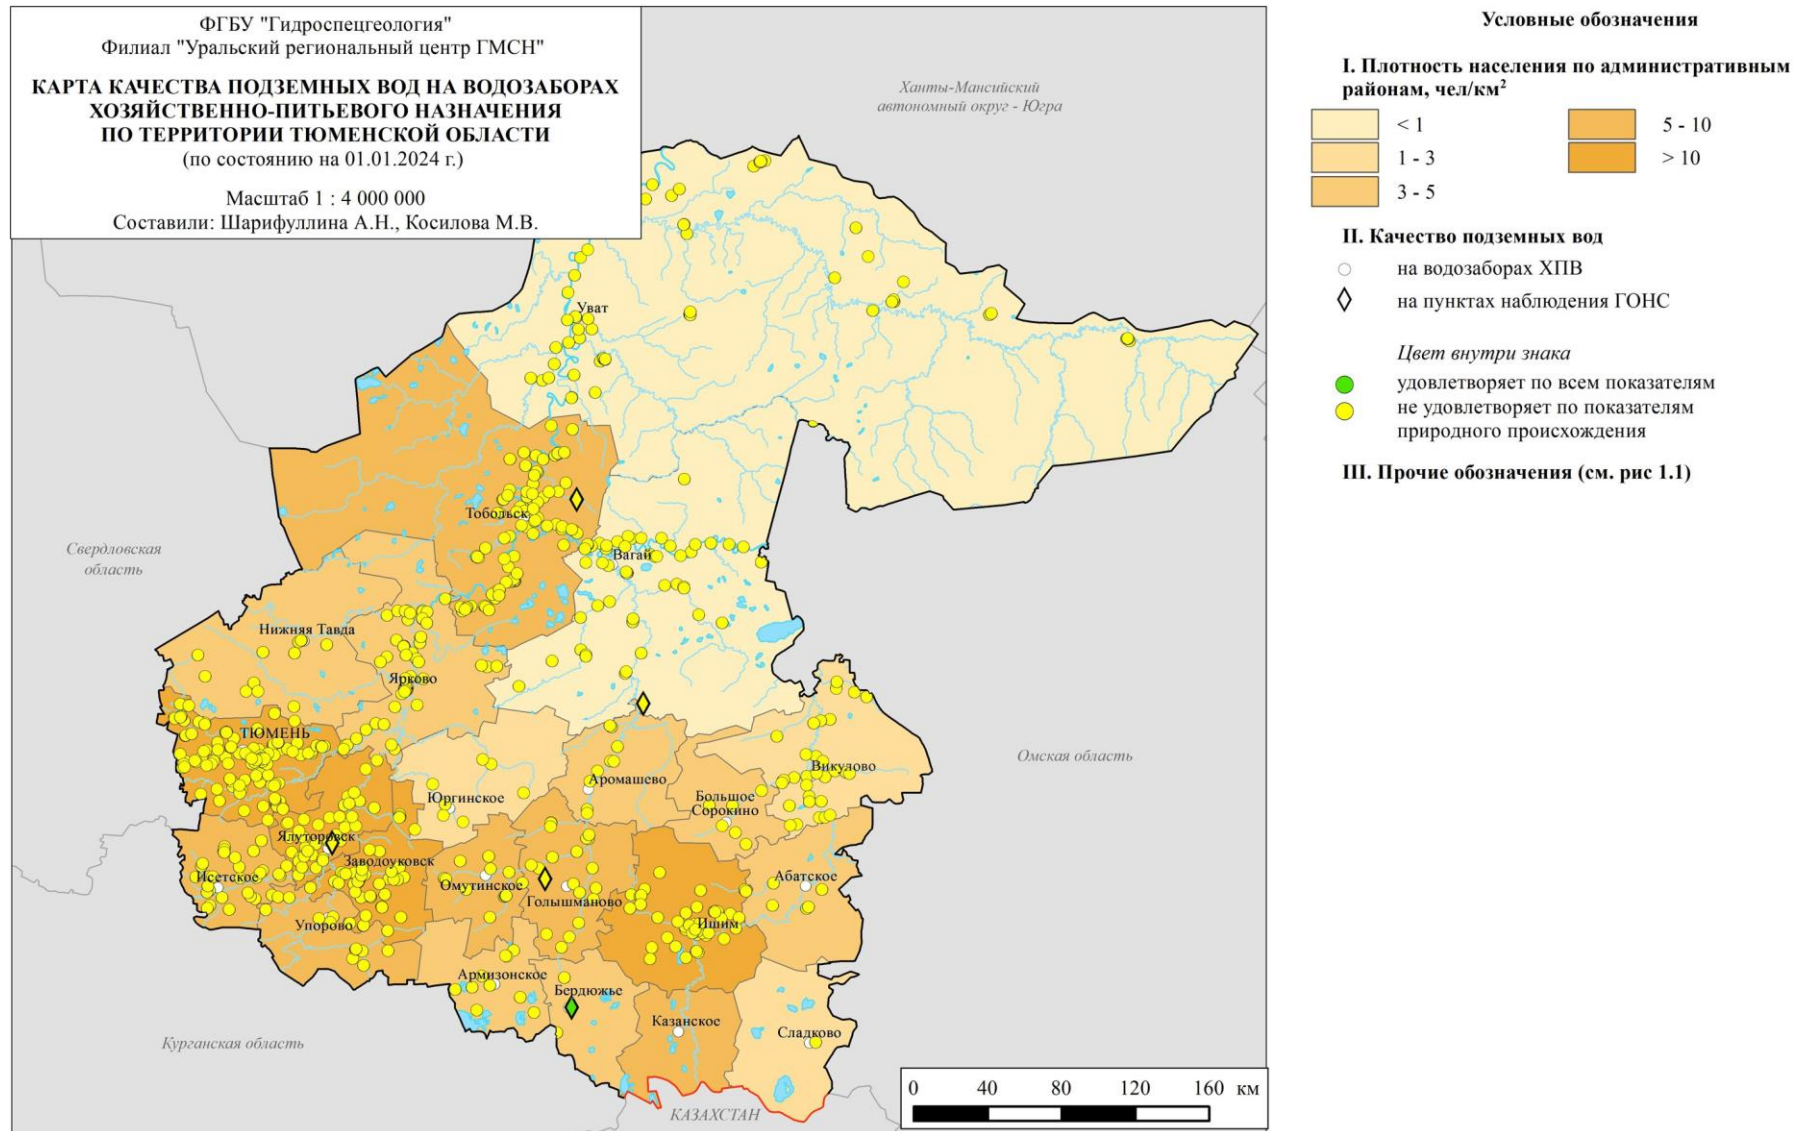 ФГБУ "Гидроспецгеология"
Филиал "Уральский региональный центр ГМСН"
КАРТА КАЧЕСТВА ПОДЗЕМНЫХ ВОД НА ВОДОЗАБОРАХ
ХОЗЯЙСТВЕННО-ПИТЬЕВОГО НАЗНАЧЕНИЯ
ПО ТЕРРИТОРИИ ТЮМЕНСКОЙ ОБЛАСТИ
(по состоянию на 01.01.2024 г.)
Масштаб 1 : 4 000 000
Составили: Шарифуллина А.Н., Косилова М.В.
Ханты-Мансийский
автономный округ - Югра
Уват
Тобольск
Вагай
Свердловская
область
Нижняя Тавда
Ярково
ТЮМЕНЬ
Омская область
Викулово
Аромашево
Юргинское
Большое
Сорокино
Ялуторовск
Заводоуковск
Исетское
Омутинское
Голышманово
Абатское
Упорово
Ишим
Армизонское
Бердюжье
Казанское
Сладково
Курганская область
КАЗАХСТАН
0 40 80 120 160 км
Условные обозначения
I. Плотность населения по административным
районам, чел/км²
< 1
5 - 10
1 - 3
> 10
3 - 5
II. Качество подземных вод
на водозаборах ХПВ
на пунктах наблюдения ГОНС
Цвет внутри знака
удовлетворяет по всем показателям
не удовлетворяет по показателям
природного происхождения
III. Прочие обозначения (см. рис 1.1)